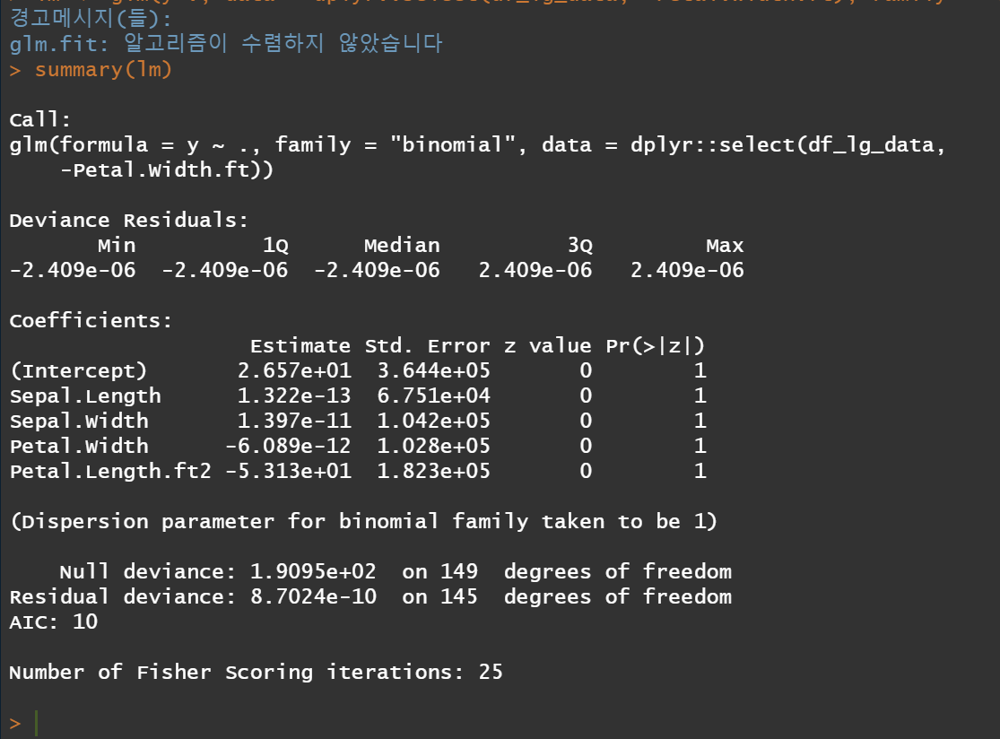 경고메시지(들):
glm.fit: 알고리즘이 수렴하지 않았습니다
> summary(lm)
Call:
glm(formula = y ~ ., family = "binomial", data = dplyr::select(df_lg_data,
    -Petal.Width.ft))
Deviance Residuals:
       Min          1Q      Median          3Q         Max
-2.409e-06  -2.409e-06  -2.409e-06   2.409e-06   2.409e-06
Coefficients:
                  Estimate Std. Error z value Pr(>|z|)
(Intercept)      2.657e+01  3.644e+05       0        1
Sepal.Length     1.322e-13  6.751e+04       0        1
Sepal.Width      1.397e-11  1.042e+05       0        1
Petal.Width     -6.089e-12  1.028e+05       0        1
Petal.Length.ft2 -5.313e+01  1.823e+05       0        1
(Dispersion parameter for binomial family taken to be 1)
    Null deviance: 1.9095e+02  on 149  degrees of freedom
Residual deviance: 8.7024e-10  on 145  degrees of freedom
AIC: 10
Number of Fisher Scoring iterations: 25
>